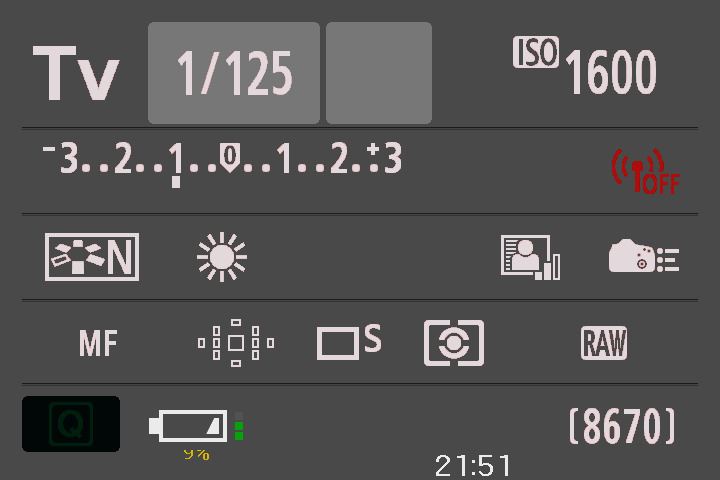 Tv 1/125 ISO 1600
-3..2..1..0..1..2..+3
OFF
N
MF S RAW
Q [8670]
9%
21:51